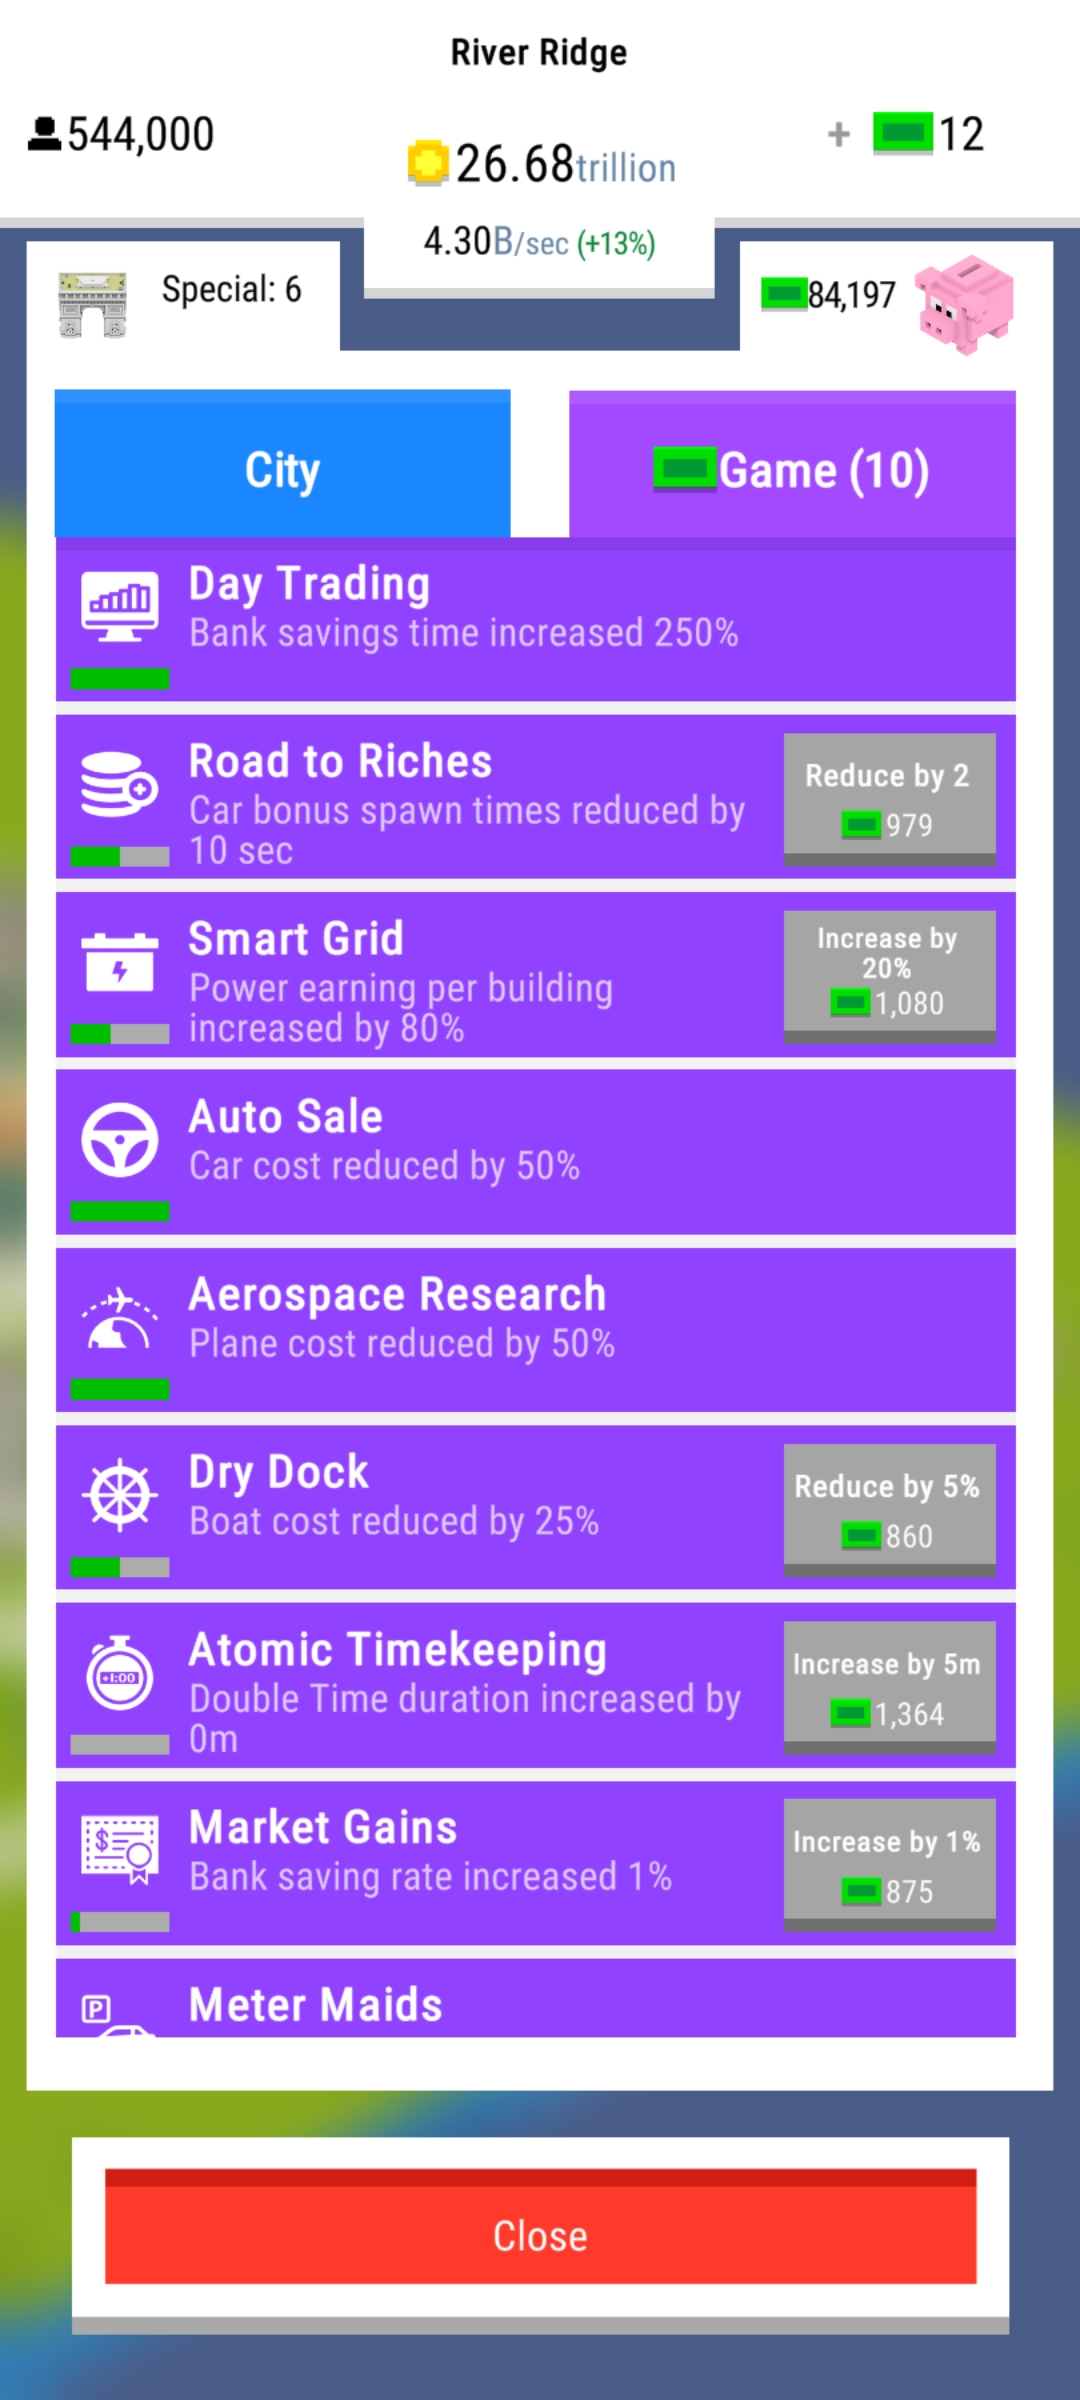 River Ridge
544,000
+ 12
26.68trillion
4.30B/sec (+13%)
Special: 6
84,197
City
Game (10)
Day Trading
Bank savings time increased 250%
Road to Riches
Car bonus spawn times reduced by
10 sec
Reduce by 2
979
Smart Grid
Power earning per building
increased by 80%
Increase by
20%
1,080
Auto Sale
Car cost reduced by 50%
Aerospace Research
Plane cost reduced by 50%
Dry Dock
Boat cost reduced by 25%
Reduce by 5%
860
+1:00
Atomic Timekeeping
Double Time duration increased by
0m
Increase by 5m
1,364
$
Market Gains
Bank saving rate increased 1%
Increase by 1%
875
P
Meter Maids
Close